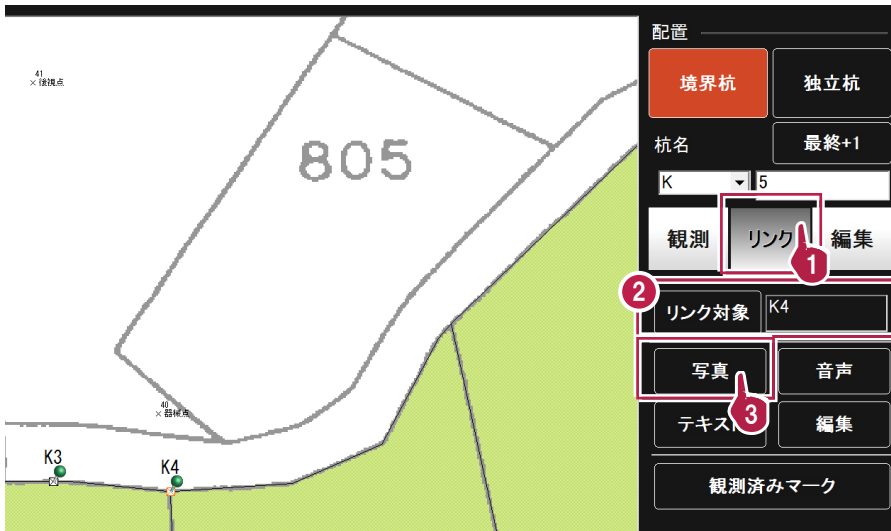 41
×後視点
805
40
×器械点
K3
K4
配置
境界杭
独立杭
杭名
最終+1
K
5
観測
リンク
編集
1
2
リンク対象
K4
写真
音声
3
テキスト
編集
観測済みマーク